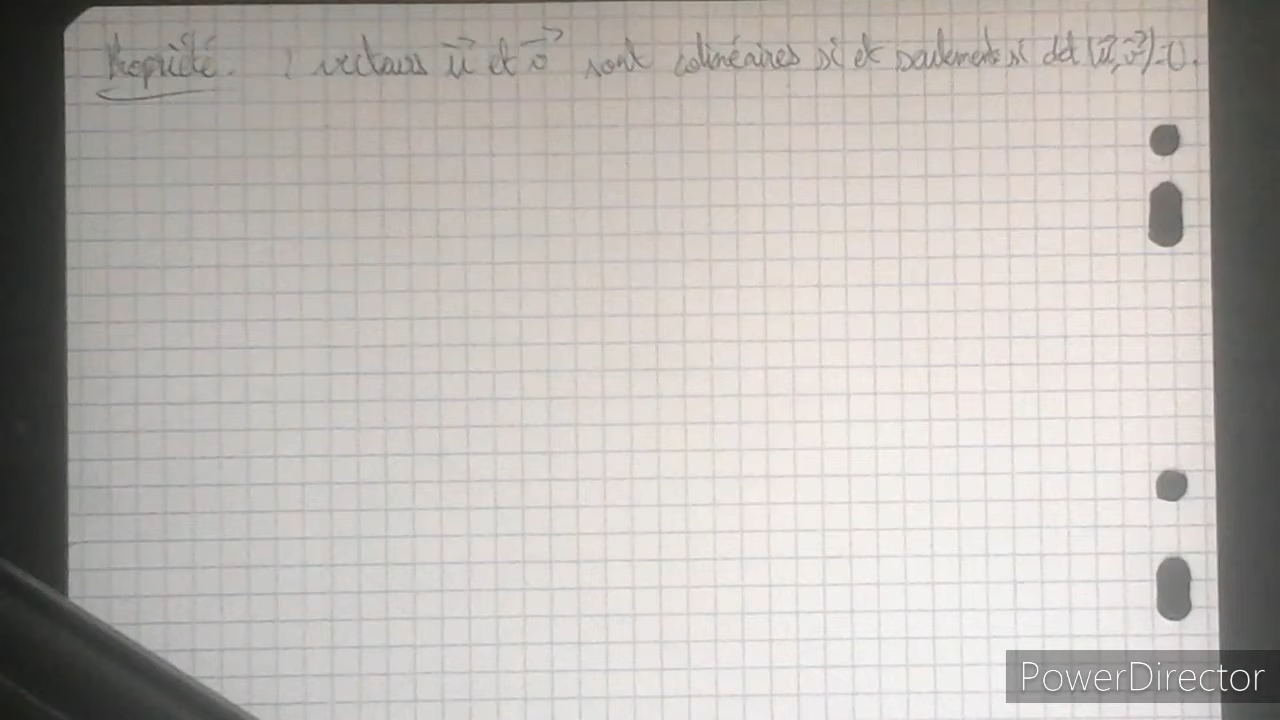 Propriété. 2 vecteurs u⃗ et v⃗ sont colinéaires si et seulement si det (u⃗, v⃗) = 0.
PowerDirector